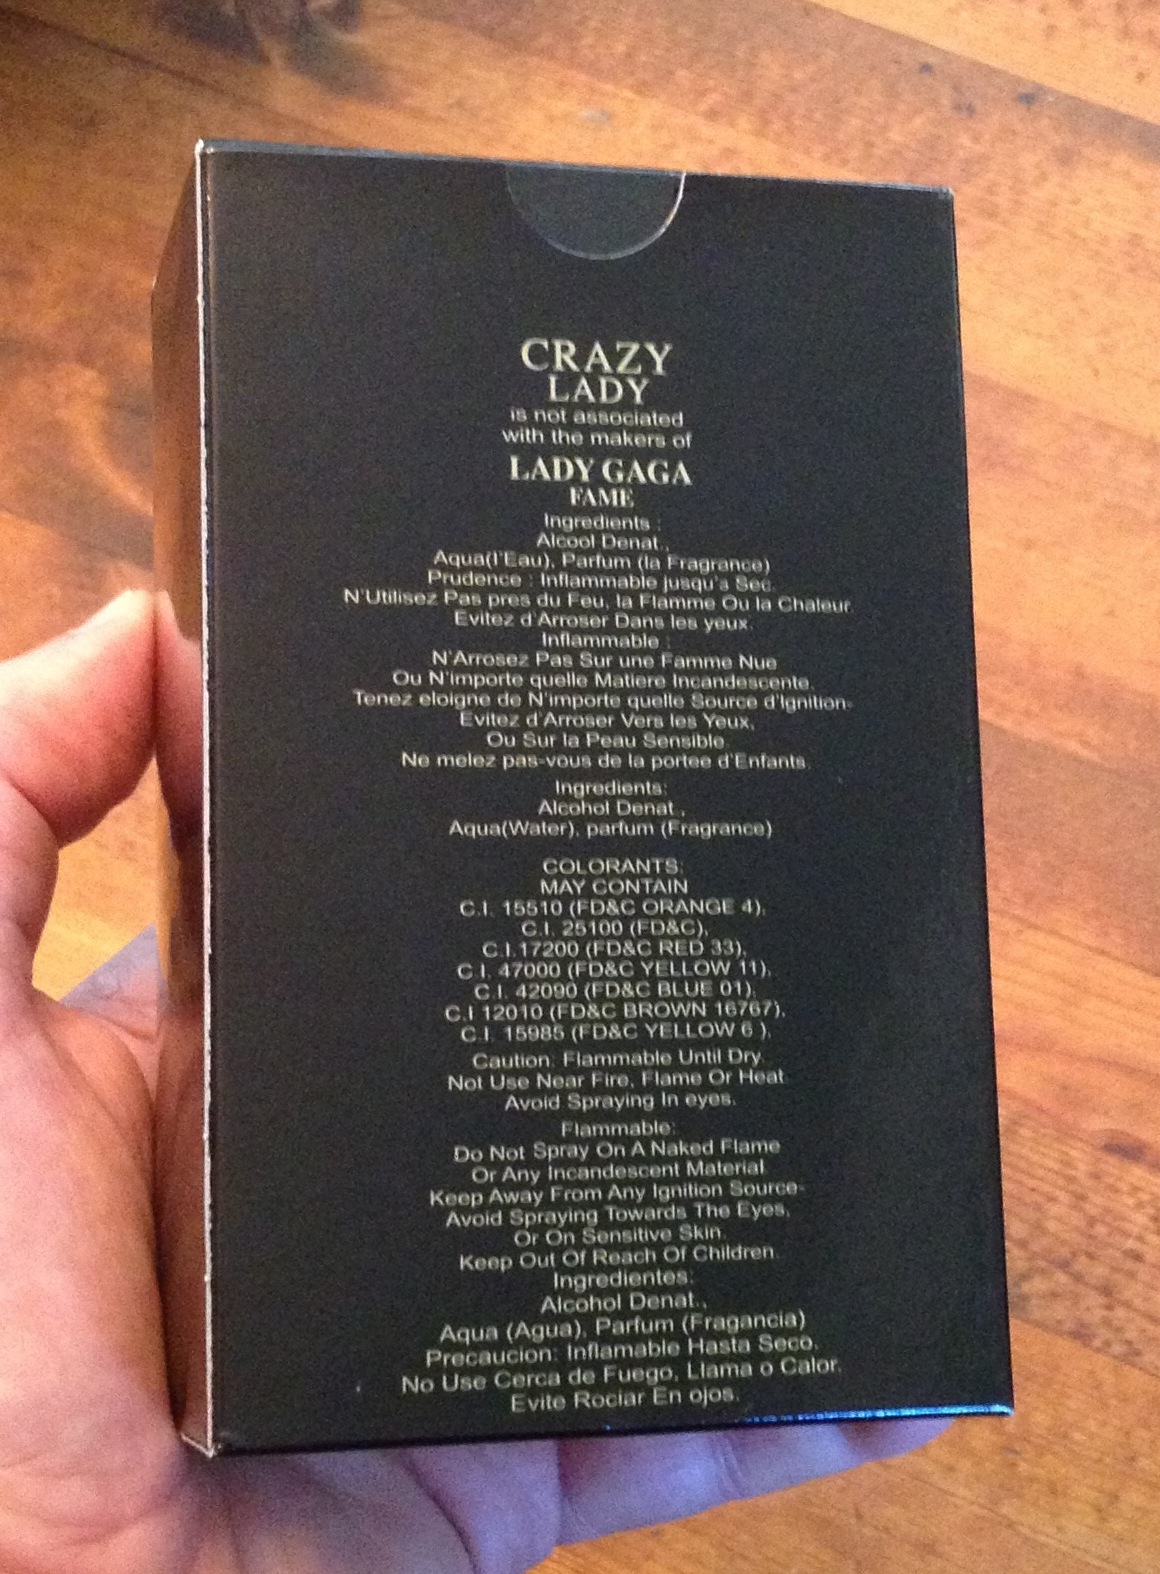 CRAZY
LADY
is not associated
with the makers of
LADY GAGA
FAME
Ingredients :
Alcool Denat.,
Aqua(l'Eau), Parfum (la Fragrance)
Prudence : Inflammable jusqu's Sec.
N'Utilisez Pas pres du Feu, la Flamme Ou la Chaleur.
Evitez d'Arroser Dans les yeux.
Inflammable :
N'Arrosez Pas Sur une Famme Nue
Ou N'importe quelle Matiere Incandescente.
Tenez eloigne de N'importe quelle Source d'Ignition-
Evitez d'Arroser Vers les Yeux,
Ou Sur la Peau Sensible.
Ne melez pas-vous de la portee d'Enfants.
Ingredients:
Alcohol Denat.,
Aqua(Water), parfum (Fragrance)
COLORANTS:
MAY CONTAIN
C.I. 15510 (FD&C ORANGE 4),
C.I. 25100 (FD&C),
C.I.17200 (FD&C RED 33),
C.I. 47000 (FD&C YELLOW 11),
C.I. 42090 (FD&C BLUE 01),
C.I 12010 (FD&C BROWN 16767),
C.I. 15985 (FD&C YELLOW 6 ),
Caution: Flammable Until Dry.
Not Use Near Fire, Flame Or Heat
Avoid Spraying In eyes.
Flammable:
Do Not Spray On A Naked Flame
Or Any Incandescent Material
Keep Away From Any Ignition Source-
Avoid Spraying Towards The Eyes,
Or On Sensitive Skin.
Keep Out Of Reach Of Children.
Ingredientes:
Alcohol Denat.,
Aqua (Agua), Parfum (Fragancia)
Precaucion: Inflamable Hasta Seco.
No Use Cerca de Fuego, Llama o Calor.
Evite Rociar En ojos.